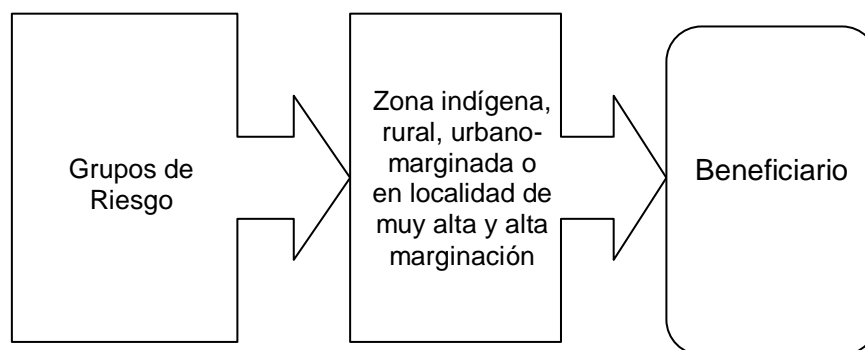 Grupos de
Riesgo
Zona indígena,
rural, urbano-
marginada o
en localidad de
muy alta y alta
marginación
Beneficiario